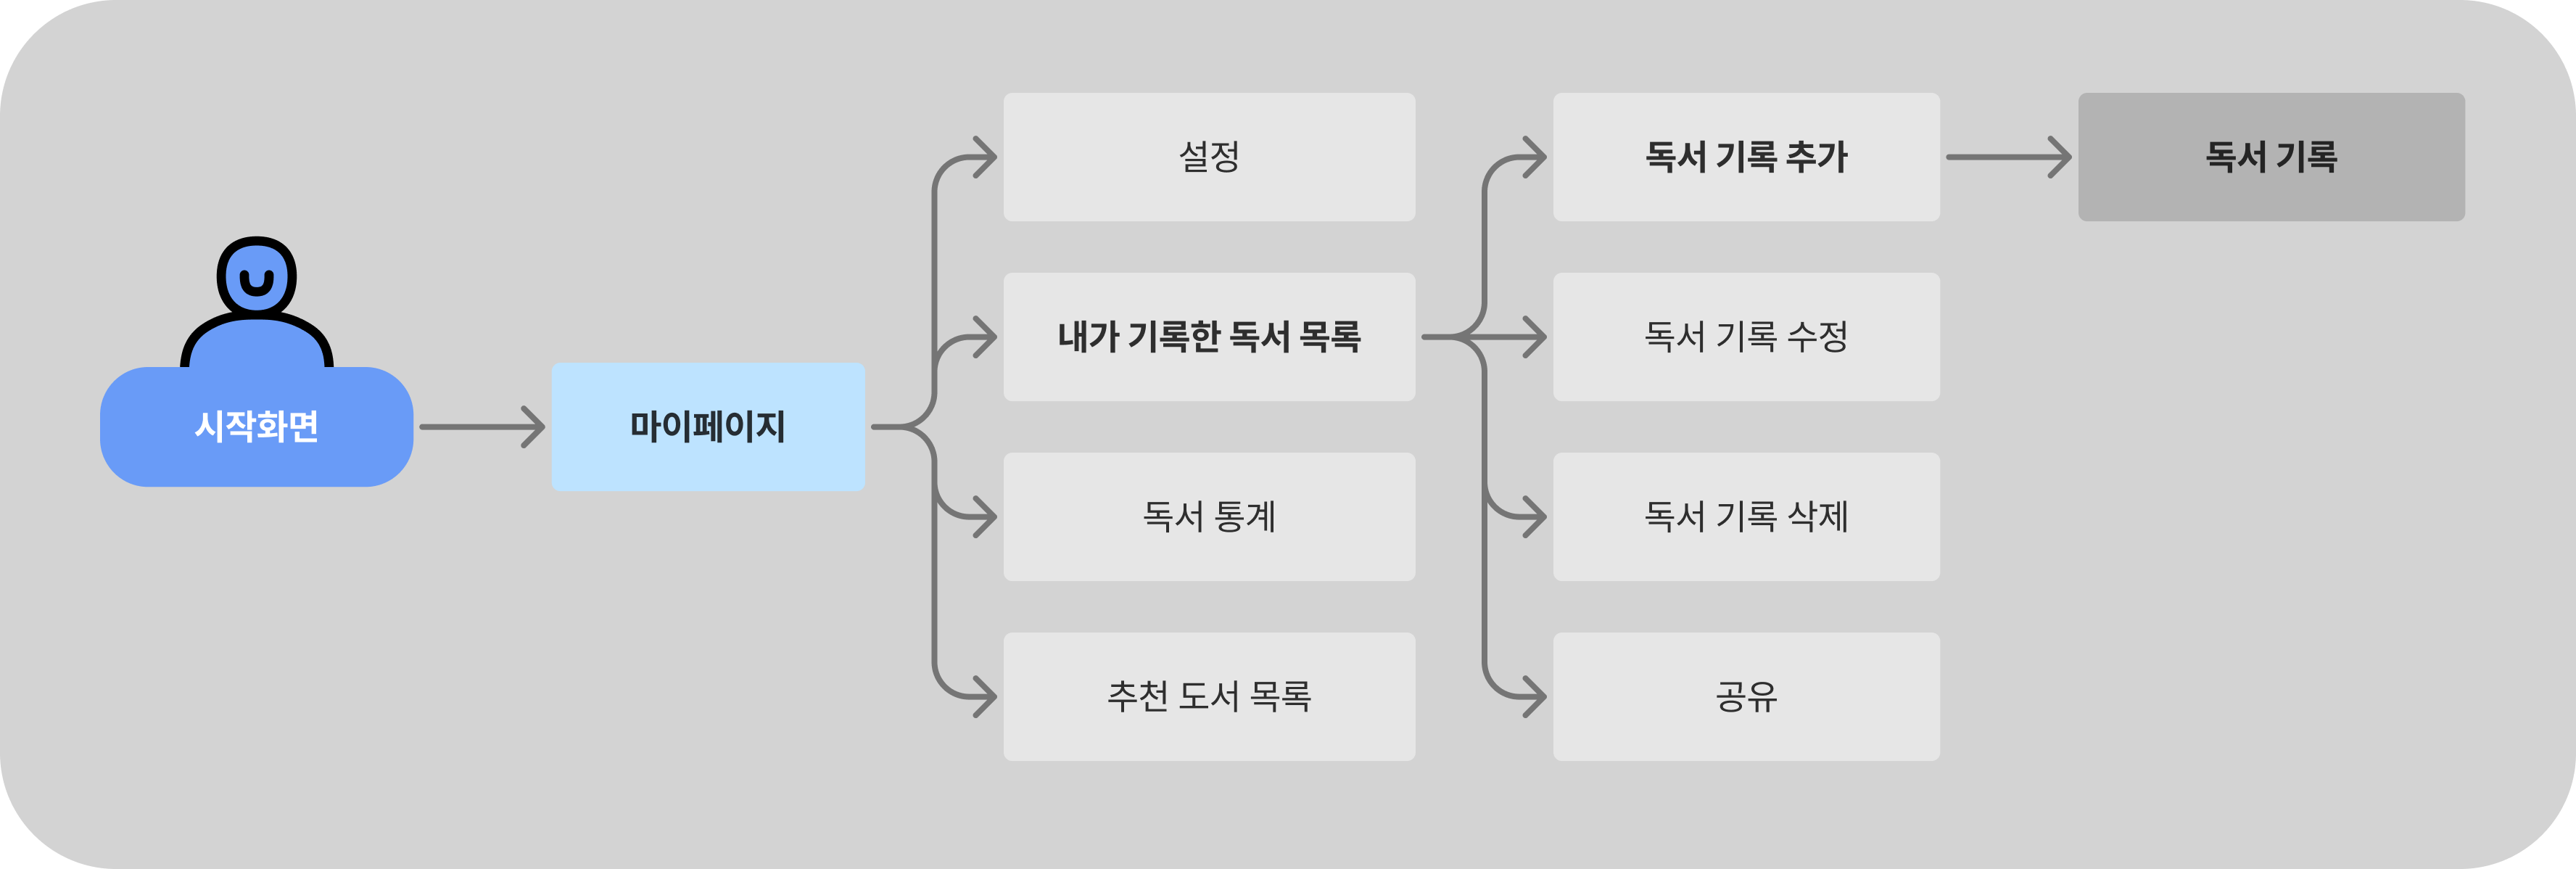 시작화면
마이페이지
설정
내가 기록한 독서 목록
독서 통계
추천 도서 목록
독서 기록 추가
독서 기록 수정
독서 기록 삭제
공유
독서 기록